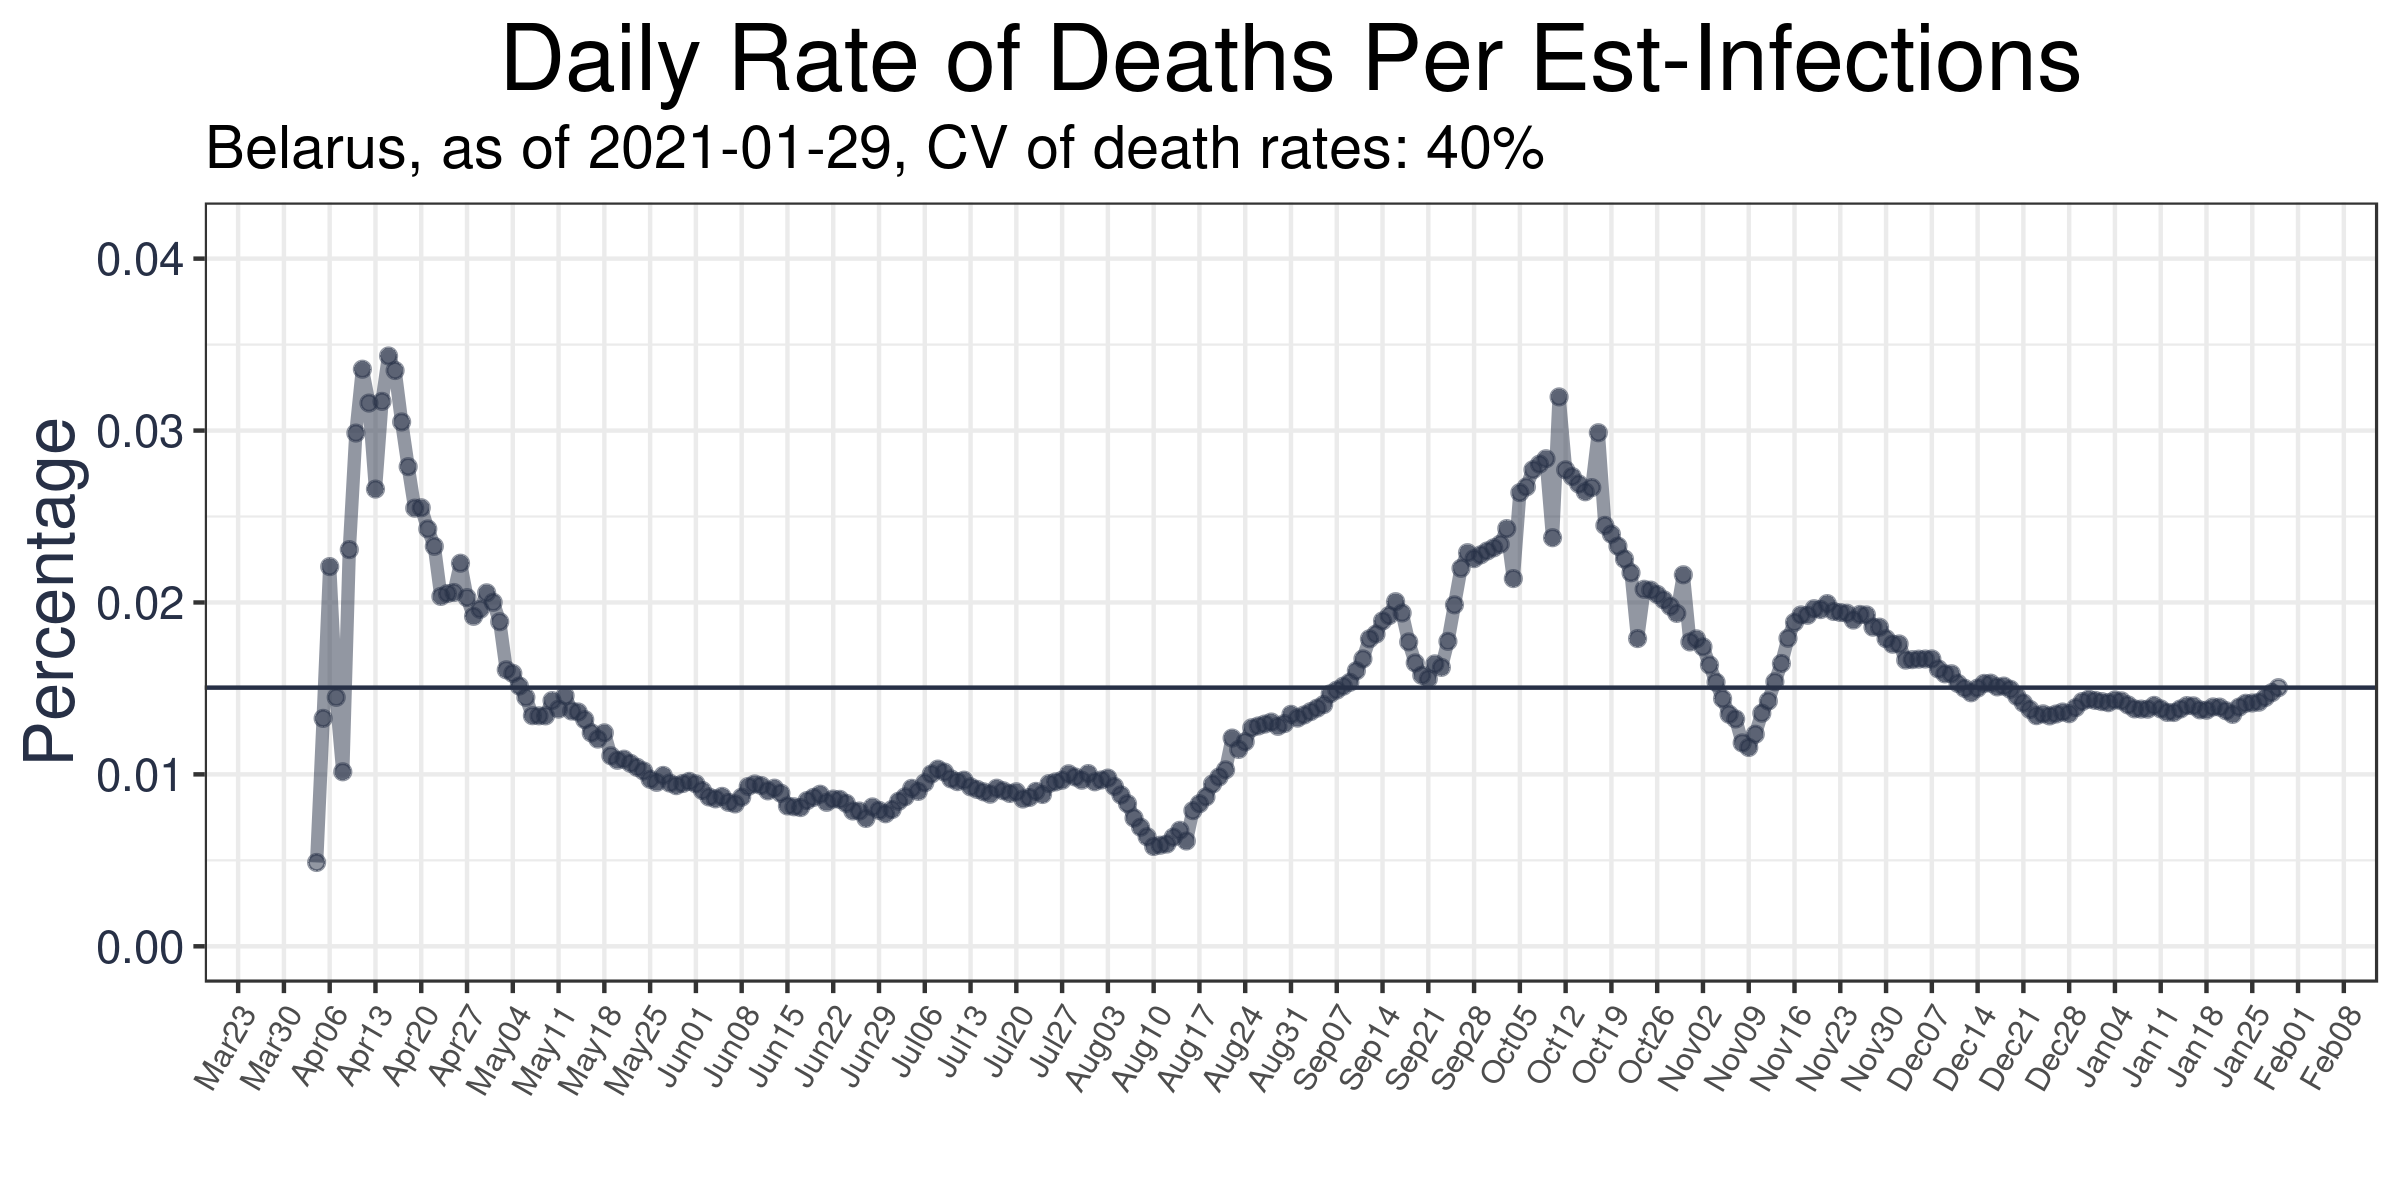 Daily Rate of Deaths Per Est-Infections
Belarus, as of 2021-01-29, CV of death rates: 40%
Percentage
0.04
0.03
0.02
0.01
0.00
Mar23 Mar30 Apr06 Apr13 Apr20 Apr27 May04 May11 May18 May25 Jun01 Jun08 Jun15 Jun22 Jun29 Jul06 Jul13 Jul20 Jul27 Aug03 Aug10 Aug17 Aug24 Aug31 Sep07 Sep14 Sep21 Sep28 Oct05 Oct12 Oct19 Oct26 Nov02 Nov09 Nov16 Nov23 Nov30 Dec07 Dec14 Dec21 Dec28 Jan04 Jan11 Jan18 Jan25 Feb01 Feb08